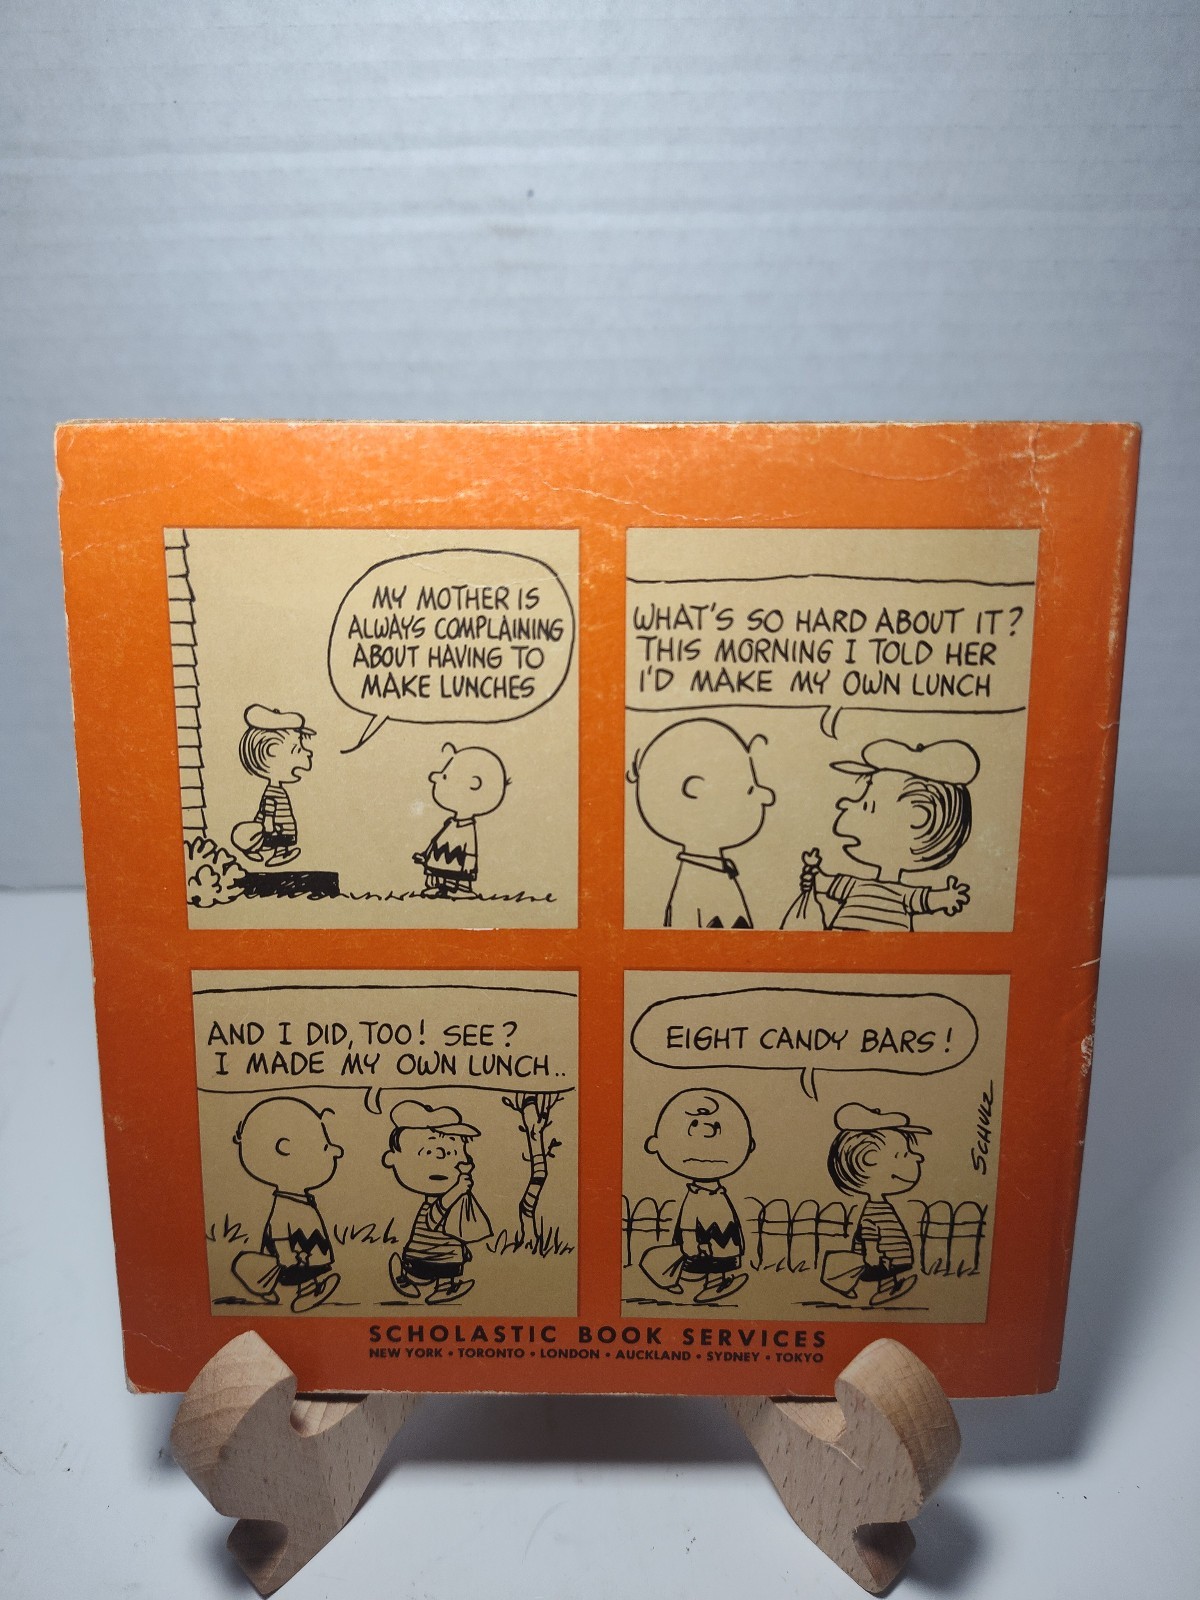 MY MOTHER IS
ALWAYS COMPLAINING
ABOUT HAVING TO
MAKE LUNCHES
WHAT'S SO HARD ABOUT IT?
THIS MORNING I TOLD HER
I'D MAKE MY OWN LUNCH
AND I DID, TOO! SEE?
I MADE MY OWN LUNCH..
EIGHT CANDY BARS!
SCHULZ
SCHOLASTIC BOOK SERVICES
NEW YORK • TORONTO • LONDON • AUCKLAND • SYDNEY • TOKYO